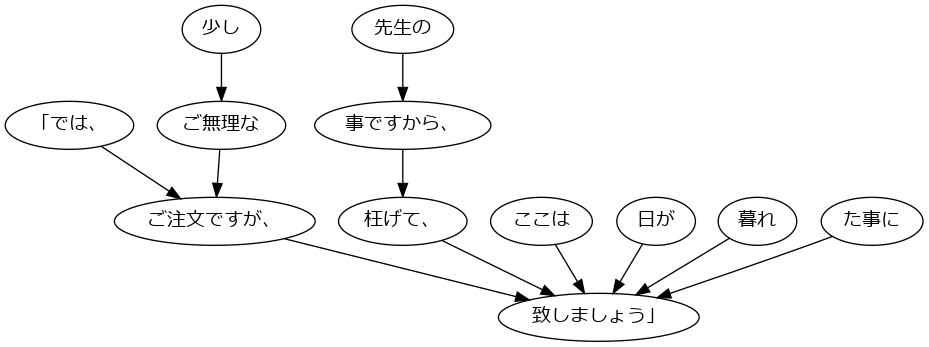 少し
先生の
「では、
ご無理な
事ですから、
ご注文ですが、
枉げて、
ここは
日が
暮れ
た事に
致しましょう」